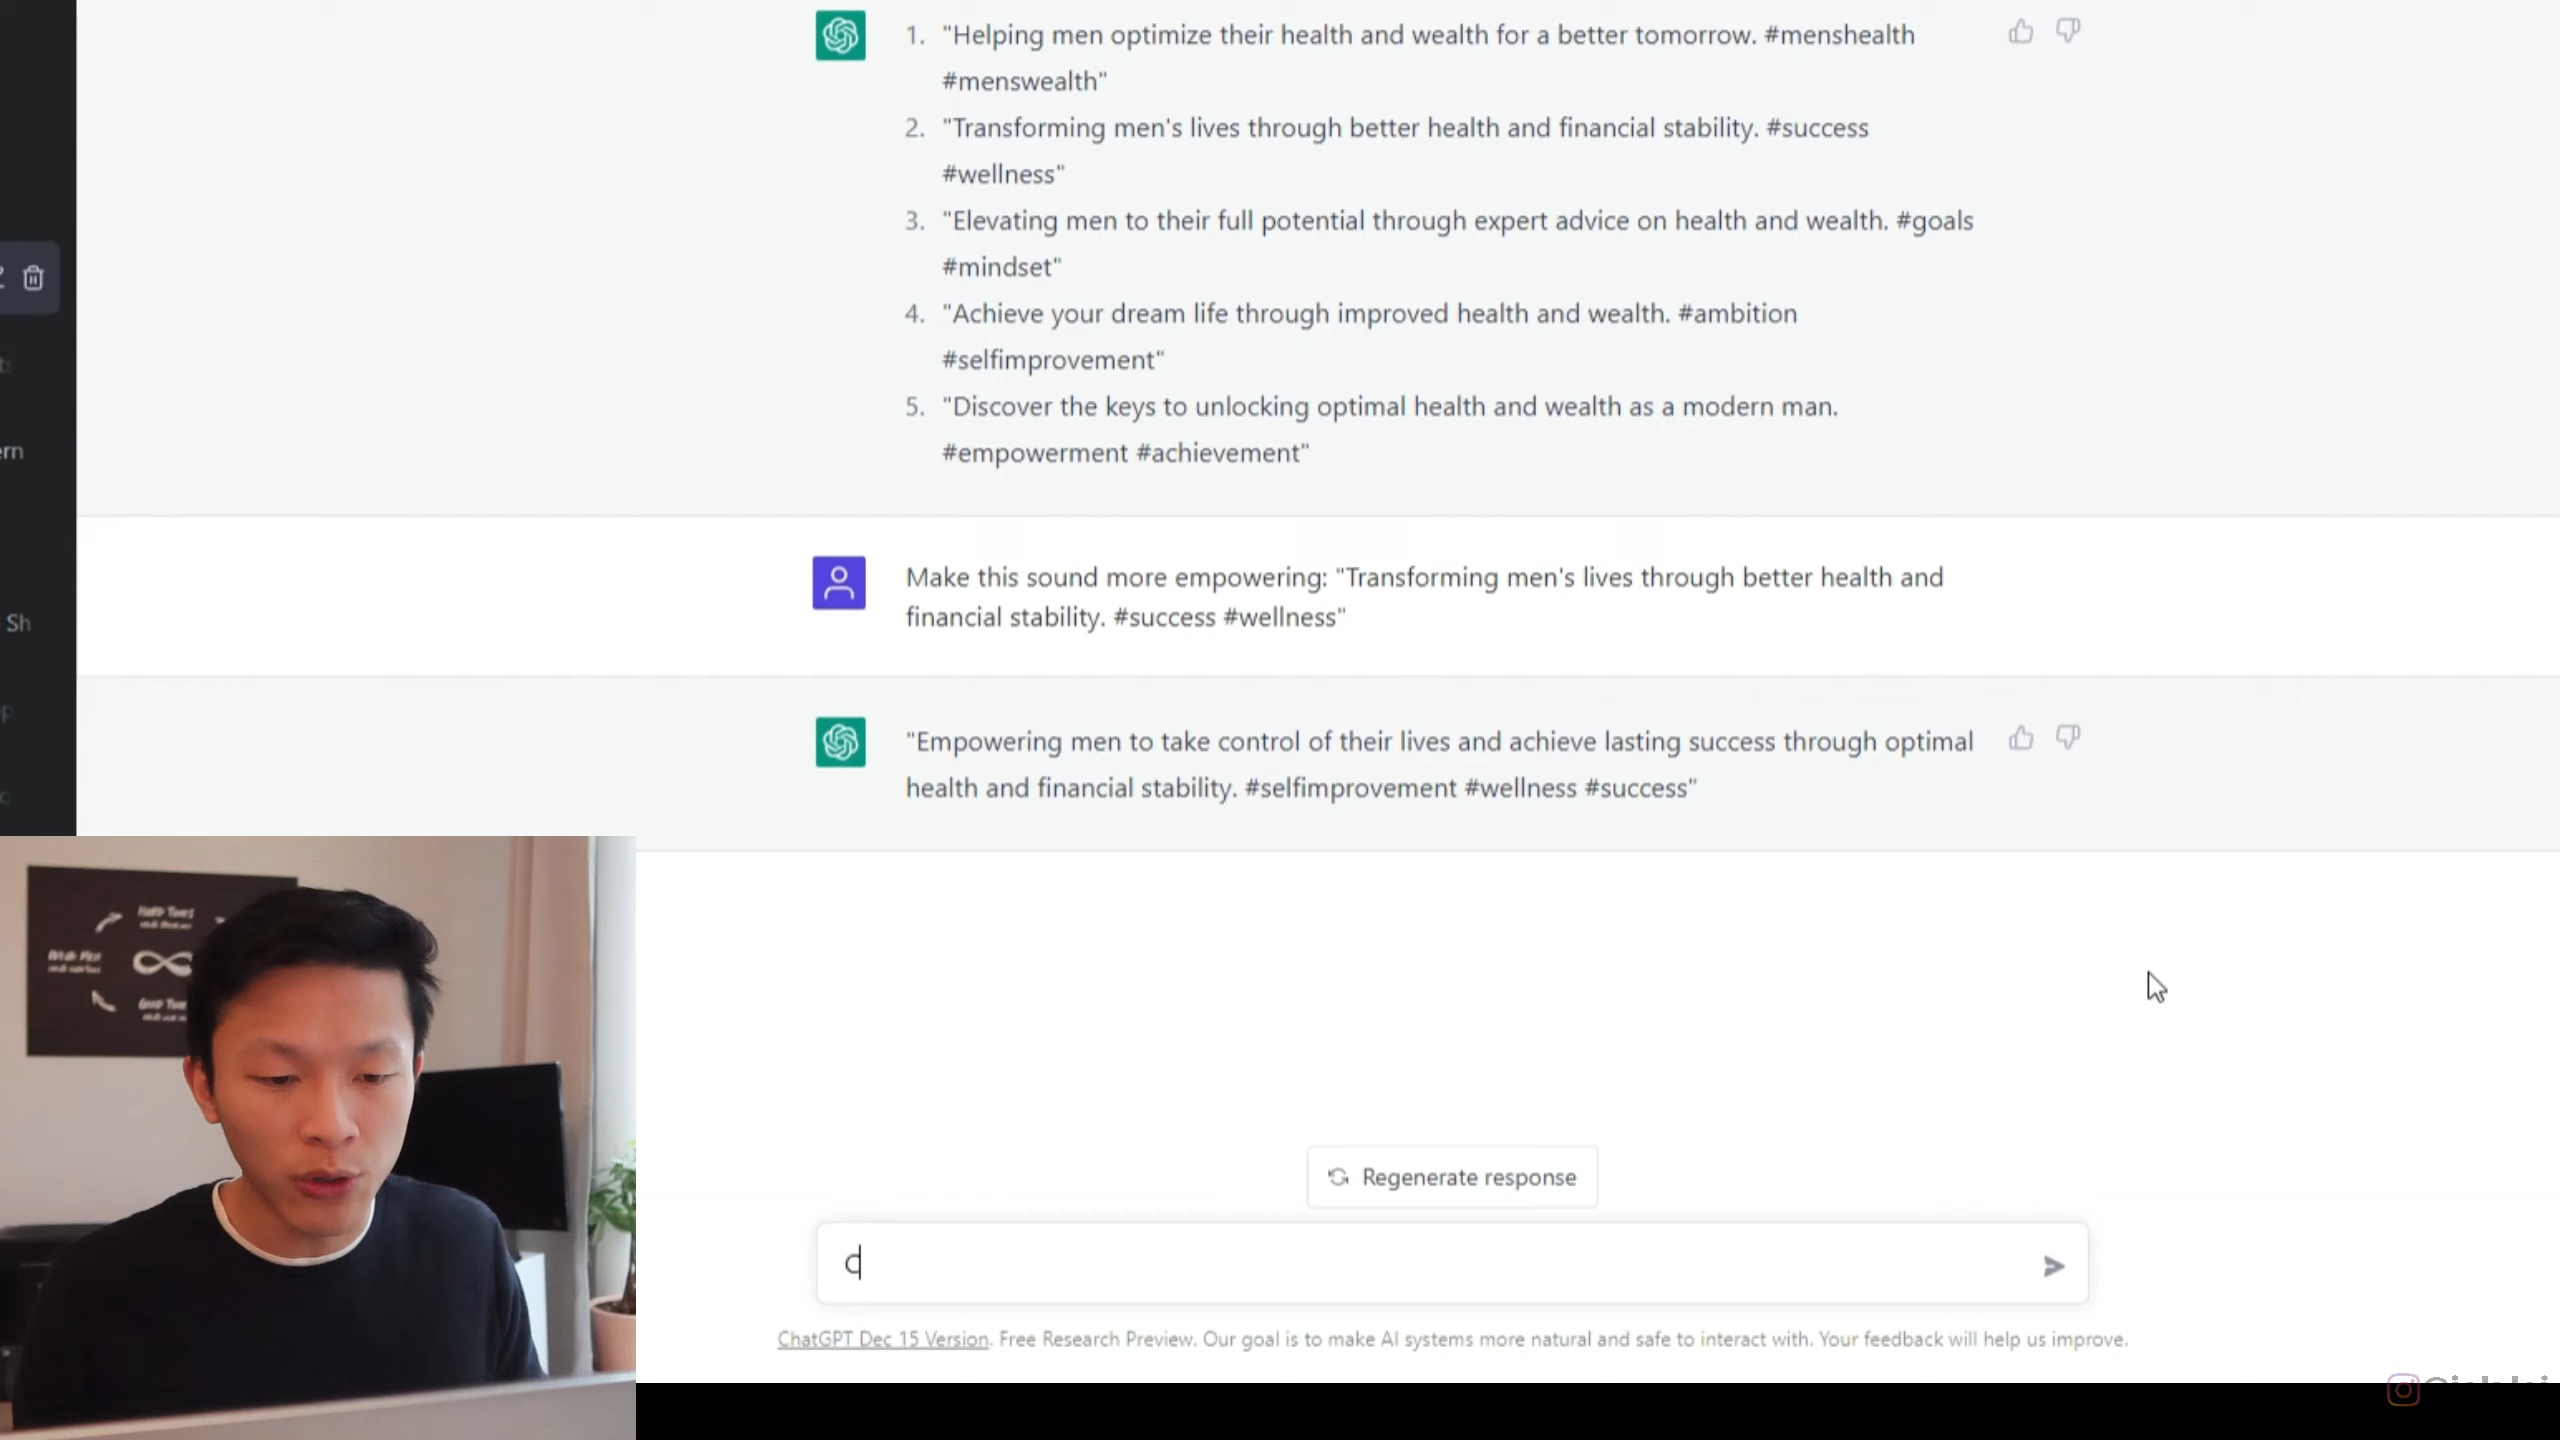 1. "Helping men optimize their health and wealth for a better tomorrow. #menshealth
#menswealth"
2. "Transforming men's lives through better health and financial stability. #success
#wellness"
3. "Elevating men to their full potential through expert advice on health and wealth. #goals
#mindset"
4. "Achieve your dream life through improved health and wealth. #ambition
#selfimprovement"
5. "Discover the keys to unlocking optimal health and wealth as a modern man.
#empowerment #achievement"
ern
Make this sound more empowering: "Transforming men's lives through better health and
financial stability. #success #wellness"
Sh
"Empowering men to take control of their lives and achieve lasting success through optimal
health and financial stability. #selfimprovement #wellness #success"
Hard Times
Good
Regenerate response
C
ChatGPT Dec 15 Version. Free Research Preview. Our goal is to make AI systems more natural and safe to interact with. Your feedback will help us improve.